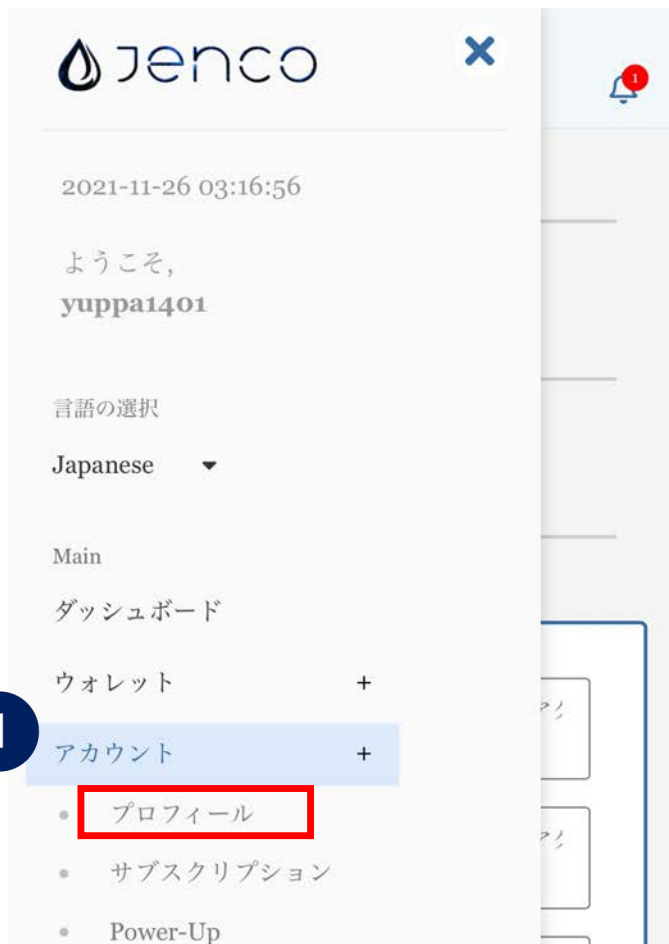 Jenco
1
2021-11-26 03:16:56
ようこそ,
yuppa1401
言語の選択
Japanese
Main
ダッシュボード
ウォレット +
1
アカウント +
プロフィール
サブスクリプション
Power-Up